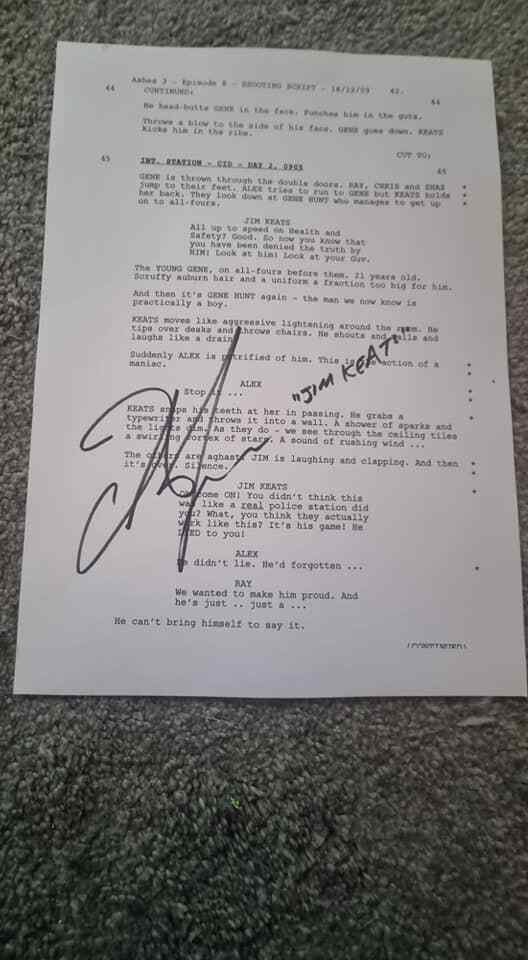 Ashes 3 - Episode 8 - SHOOTING SCRIPT - 18/12/09 42.
44 CONTINUED: 44
He head-butts GENE in the face. Punches him in the guts.
Throws a blow to the side of his face. GENE goes down. KEATS
kicks him in the ribs.
CUT TO:
45 INT. STATION - CID - DAY 2, 0905 45
GENE is thrown through the double doors. RAY, CHRIS and SHAZ *
jump to their feet. ALEX tries to run to GENE but KEATS holds *
her back. They look down at GENE HUNT who manages to get up *
on to all-fours.
JIM KEATS
All up to speed on Health and
Safety? Good. So now you know that
you have been denied the truth by
HIM! Look at him! Look at your Guv.
The YOUNG GENE, on all-fours before them. 21 years old.
Scruffy auburn hair and a uniform a fraction too big for him.
And then it's GENE HUNT again - the man we now know is
practically a boy.
KEATS moves like aggressive lightening around the room. He
tips over desks and throws chairs. He shouts and yells and
laughs like a drain.
Suddenly ALEX is petrified of him. This is the action of a *
maniac. *
"JIM KEATS"
ALEX *
Stop it ... *
KEATS snaps his teeth at her in passing. He grabs a
typewriter and throws it into a wall. A shower of sparks and *
the lights dim. As they do - we see through the ceiling tiles
a swirling vortex of stars. A sound of rushing wind ...
The others are aghast. JIM is laughing and clapping. And then *
it's over. Silence. *
JIM KEATS *
Oh come ON! You didn't think this
was like a real police station did
you? What, you think they actually
work like this? It's his game! He
LIED to you!
ALEX
He didn't lie. He'd forgotten ... *
RAY
We wanted to make him proud. And
he's just .. just a ...
He can't bring himself to say it.
(CONTINUED)